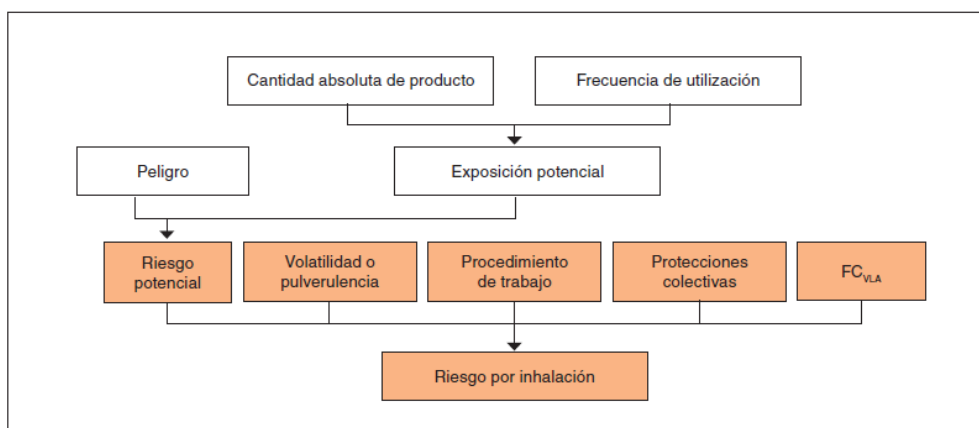 Cantidad absoluta de producto
Frecuencia de utilización
Peligro
Exposición potencial
Riesgo
potencial
Volatilidad o
pulverulencia
Procedimiento
de trabajo
Protecciones
colectivas
FC_VLA
Riesgo por inhalación